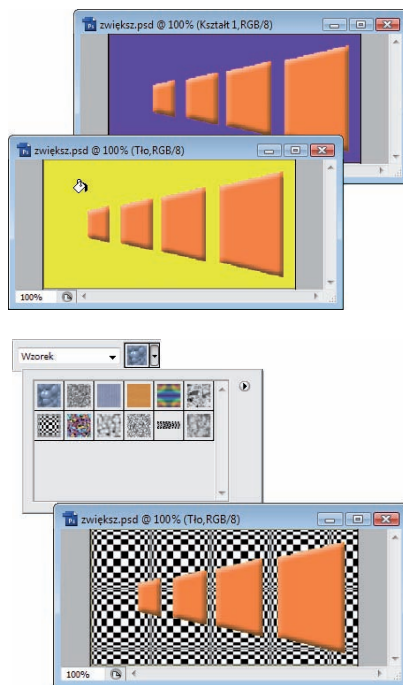 zwiększ.psd @ 100% (Kształt 1,RGB/8)
zwiększ.psd @ 100% (Tło,RGB/8)
100%
Wzorek
zwiększ.psd @ 100% (Tło,RGB/8)
100%